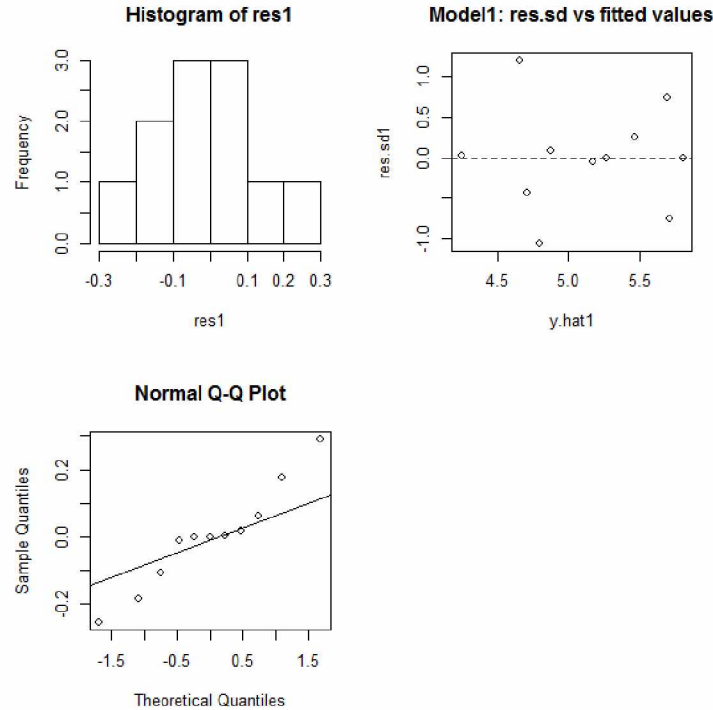 Histogram of res1
Frequency
0.0 1.0 2.0 3.0
-0.3 -0.1 0.1 0.2 0.3
res1
Model1: res.sd vs fitted values
res.sd1
-1.0 0.0 0.5 1.0
4.5 5.0 5.5
y.hat1
Normal Q-Q Plot
Sample Quantiles
-0.2 0.0 0.2
-1.5 -0.5 0.5 1.5
Theoretical Quantiles